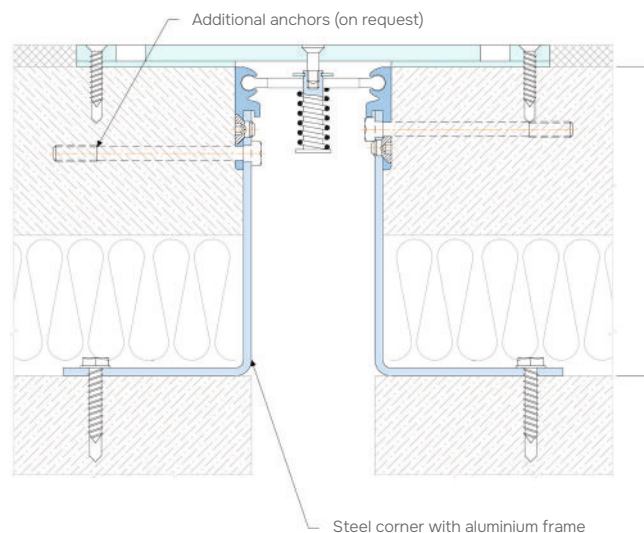 Additional anchors (on request)
Steel corner with aluminium frame